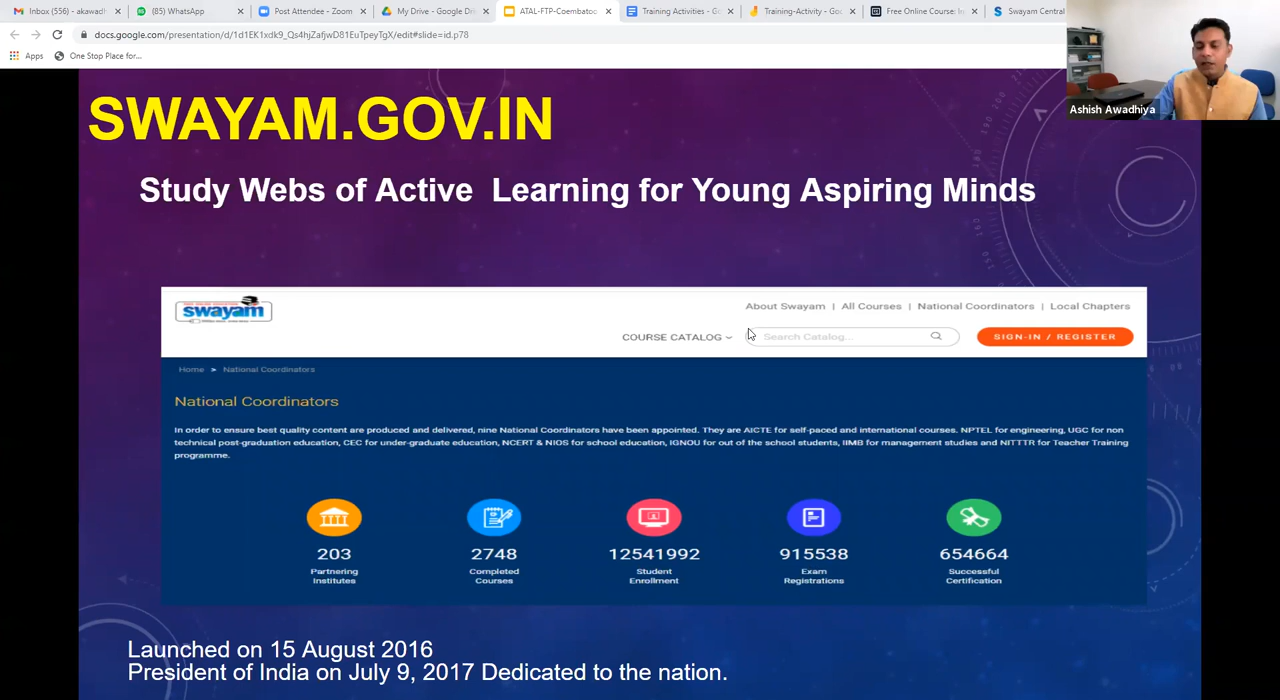 Inbox (556) - akawadh
(85) WhatsApp
Post Attendee - Zoom
My Drive - Google Dri
ATAL-FTP-Coembatoo
Training Activities - Go
Training-Activity - Goo
Free Online Course: In
Swayam Central
docs.google.com/presentation/d/1d1EK1xdk9_Qs4hjZafjwD81EuTpeyTgX/edit#slide=id.p78
Apps
One Stop Place for...
Ashish Awadhiya
SWAYAM.GOV.IN
Study Webs of Active Learning for Young Aspiring Minds
swayam
About Swayam | All Courses | National Coordinators | Local Chapters
COURSE CATALOG
Search Catalog...
SIGN-IN / REGISTER
Home > National Coordinators
National Coordinators
In order to ensure best quality content are produced and delivered, nine National Coordinators have been appointed. They are AICTE for self-paced and international courses. NPTEL for engineering, UGC for non
technical post-graduation education, CEC for under-graduate education, NCERT & NIOS for school education, IGNOU for out of the school students, IIMB for management studies and NITTTR for Teacher Training
programme.
203
Partnering
Institutes
2748
Completed
Courses
12541992
Student
Enrollment
915538
Exam
Registrations
654664
Successful
Certification
Launched on 15 August 2016
President of India on July 9, 2017 Dedicated to the nation.